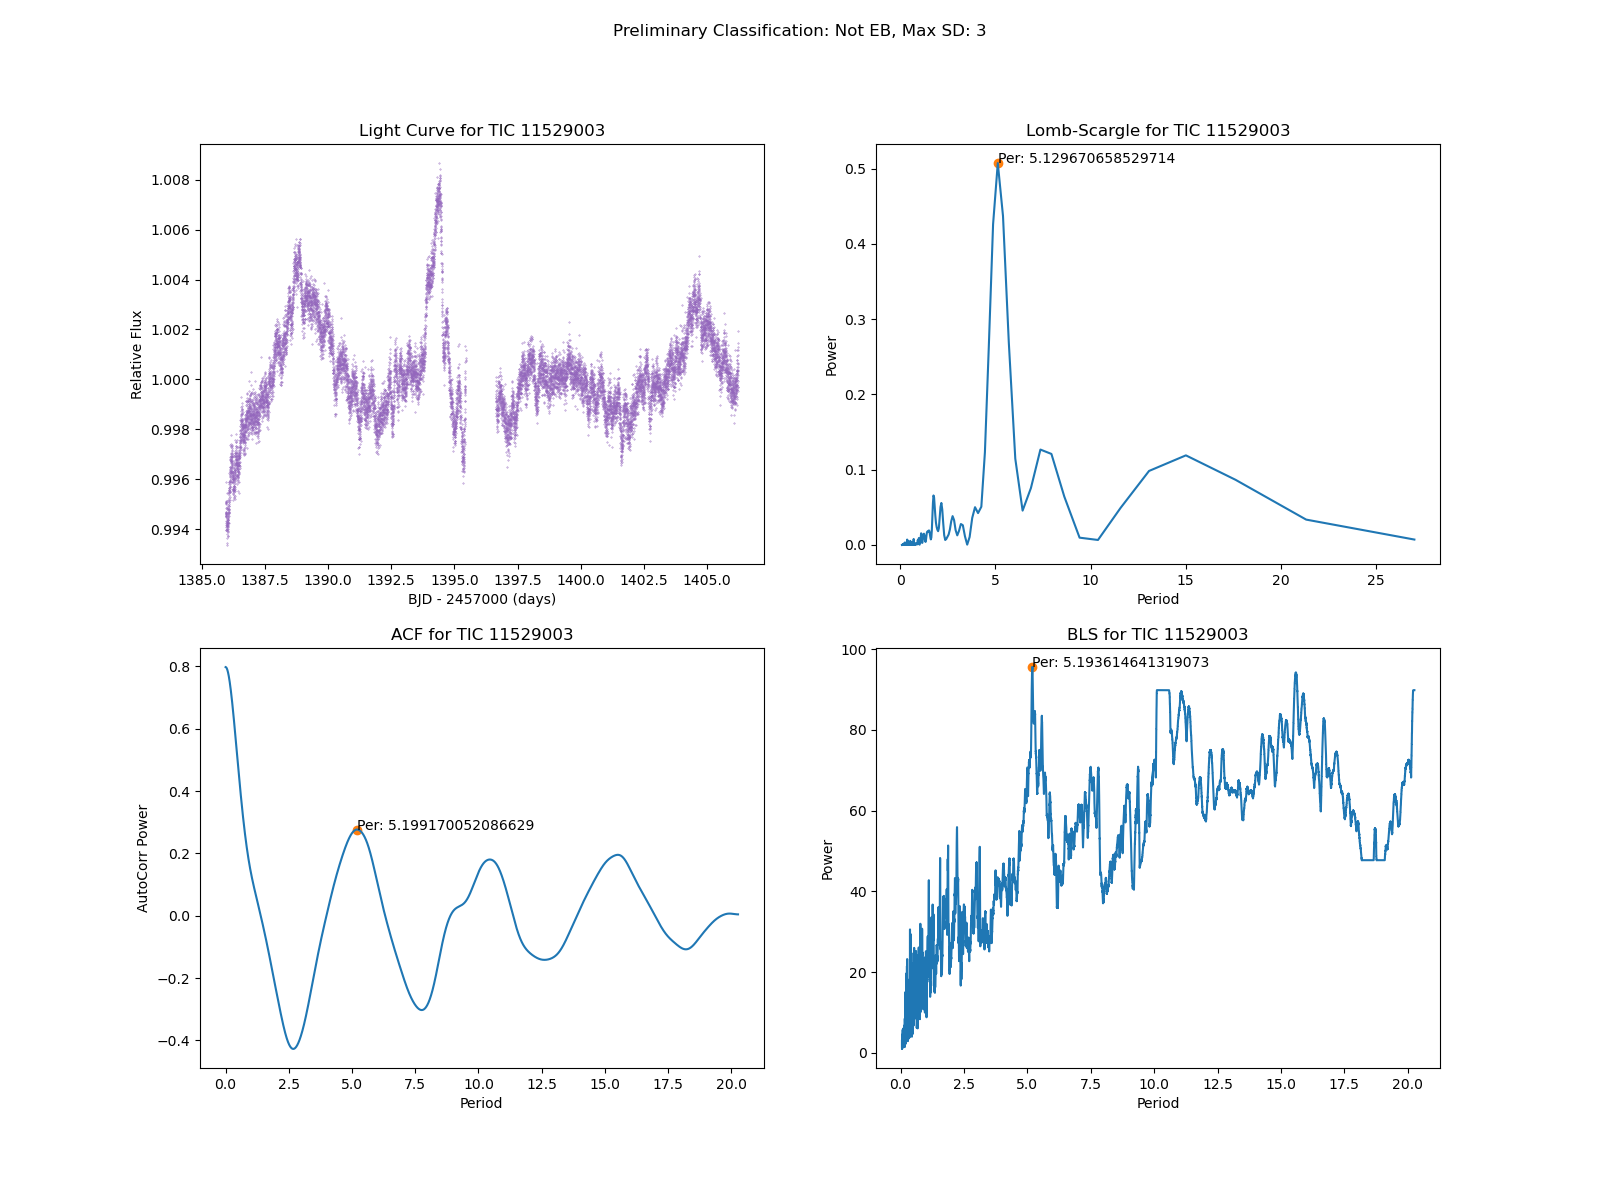 Preliminary Classification: Not EB, Max SD: 3
Light Curve for TIC 11529003
1.008
1.006
1.004
1.002
1.000
0.998
0.996
0.994
Relative Flux
1385.0 1387.5 1390.0 1392.5 1395.0 1397.5 1400.0 1402.5 1405.0
BJD - 2457000 (days)
Lomb-Scargle for TIC 11529003
Per: 5.129670658529714
0.5
0.4
0.3
0.2
0.1
0.0
Power
0 5 10 15 20 25
Period
ACF for TIC 11529003
Per: 5.199170052086629
0.8
0.6
0.4
0.2
0.0
−0.2
−0.4
AutoCorr Power
0.0 2.5 5.0 7.5 10.0 12.5 15.0 17.5 20.0
Period
BLS for TIC 11529003
Per: 5.193614641319073
100
80
60
40
20
0
Power
0.0 2.5 5.0 7.5 10.0 12.5 15.0 17.5 20.0
Period